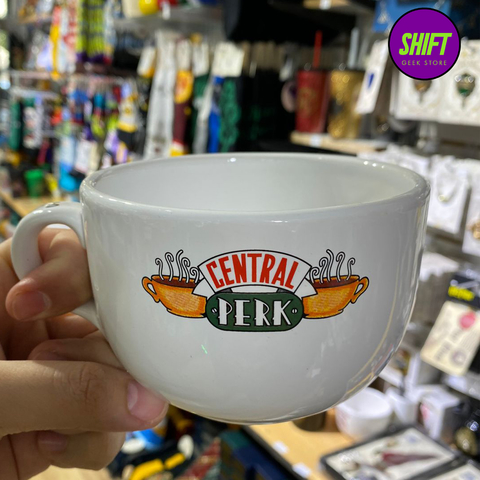 SHIFT
GEEK STORE
CENTRAL
PERK